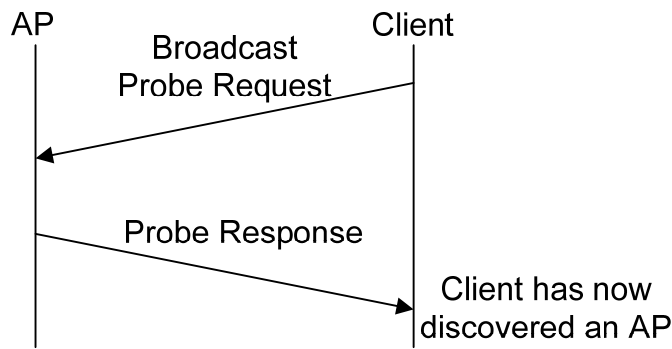 AP
Client
Broadcast
Probe Request
Probe Response
Client has now
discovered an AP